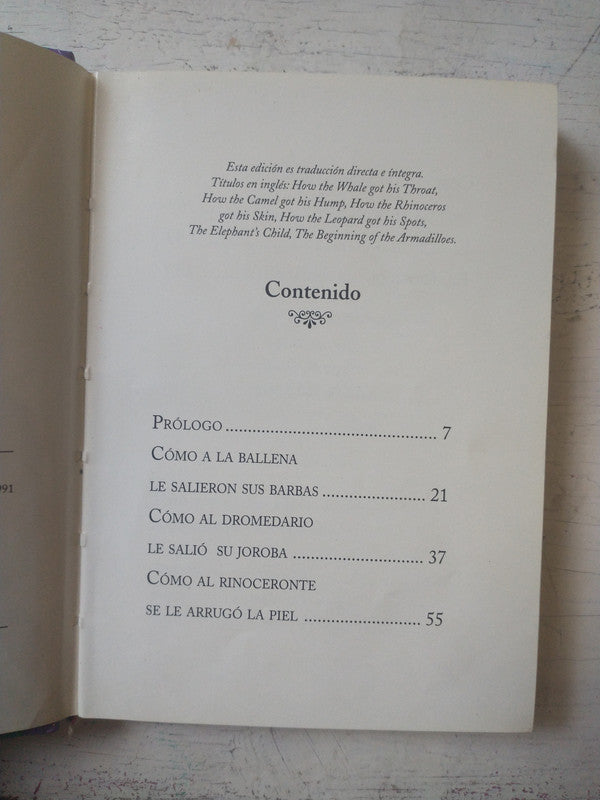 Esta edición es traducción directa e íntegra.
Títulos en inglés: How the Whale got his Throat,
How the Camel got his Hump, How the Rhinoceros
got his Skin, How the Leopard got his Spots,
The Elephant's Child, The Beginning of the Armadilloes.
Contenido
Prólogo ........................................... 7
Cómo a la ballena
le salieron sus barbas ..................... 21
Cómo al dromedario
le salió su joroba ........................... 37
Cómo al rinoceronte
se le arrugó la piel ........................ 55